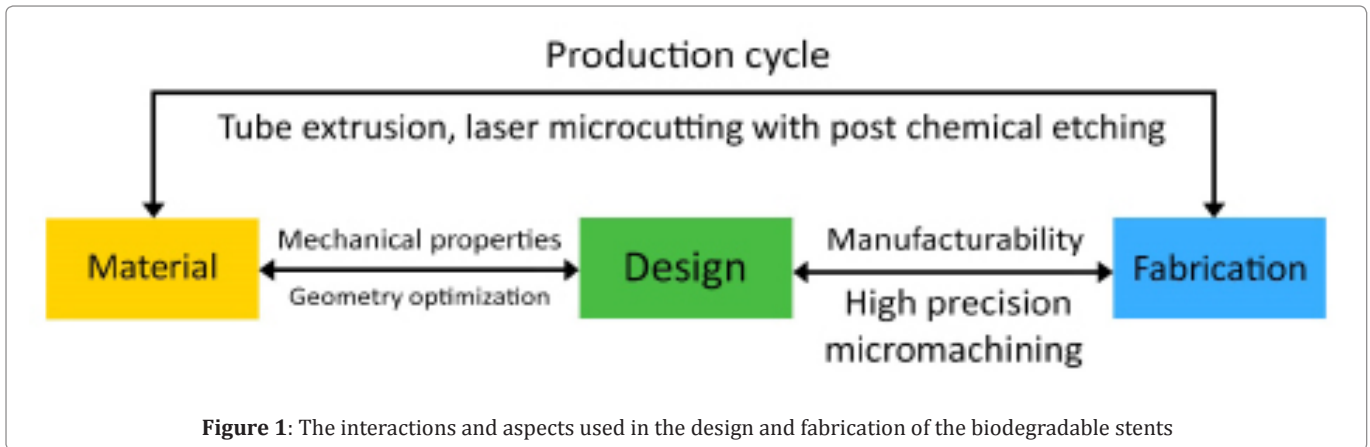 Production cycle
Tube extrusion, laser microcutting with post chemical etching
Material
Mechanical properties
Geometry optimization
Design
Manufacturability
High precision
micromachining
Fabrication
Figure 1: The interactions and aspects used in the design and fabrication of the biodegradable stents